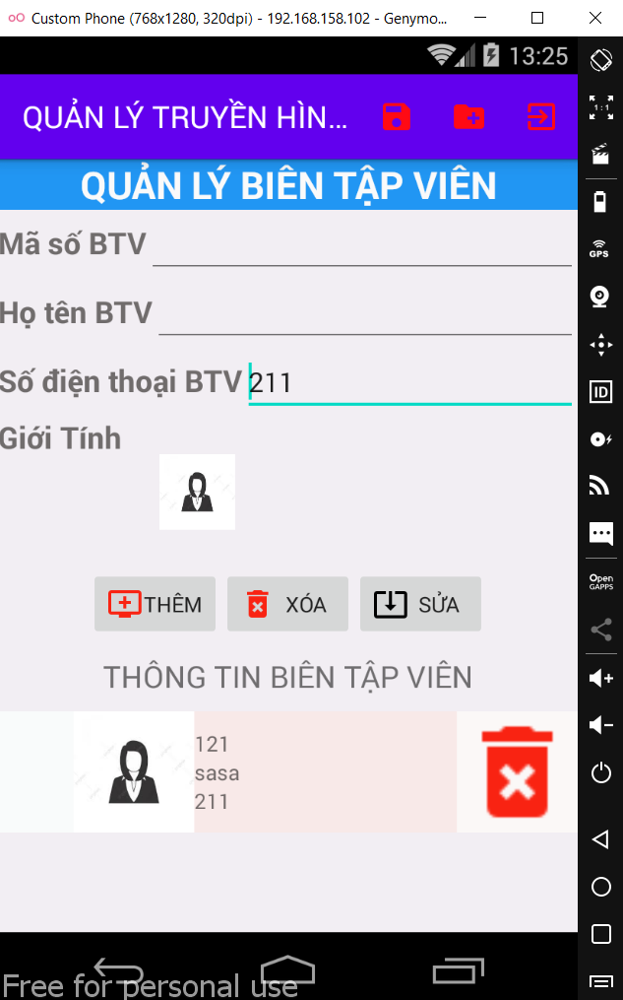 Custom Phone (768x1280, 320dpi) - 192.168.158.102 - Genymo...
13:25
QUẢN LÝ TRUYỀN HÌN...
1:1
QUẢN LÝ BIÊN TẬP VIÊN
Mã số BTV
GPS
Họ tên BTV
Số điện thoại BTV 211
ID
Giới Tính
Open
GAPPS
THÊM XÓA SỬA
THÔNG TIN BIÊN TẬP VIÊN
121
sasa
211
Free for personal use